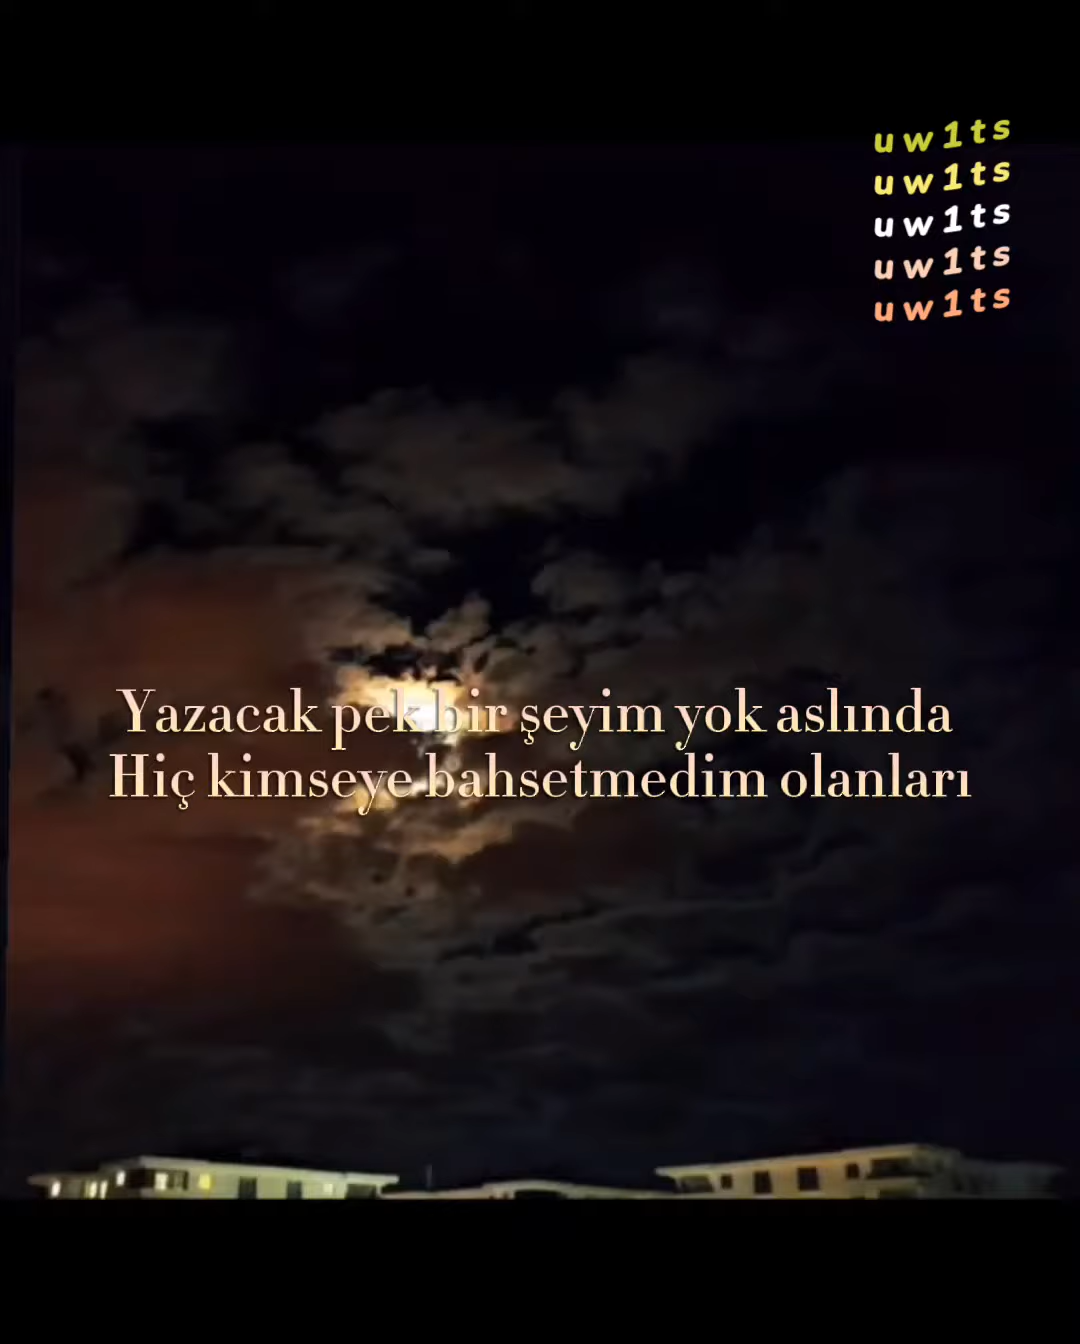 uw1ts
uw1ts
uw1ts
uw1ts
uw1ts
Yazacak pek bir şeyim yok aslında
Hiç kimseye bahsetmedim olanları